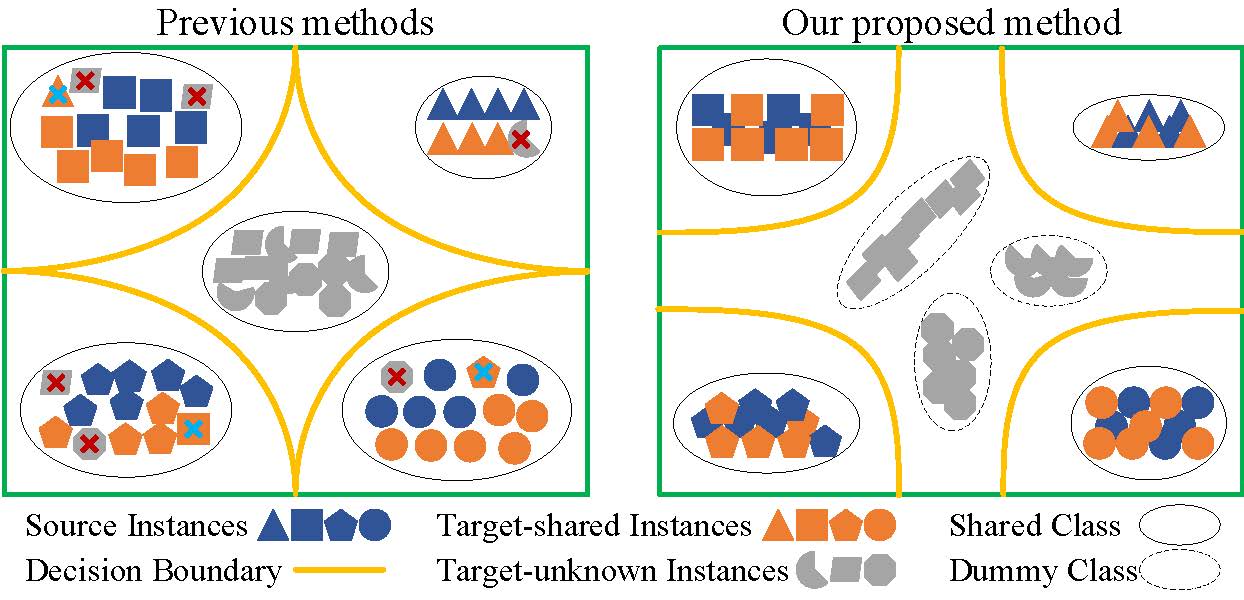 Previous methods
Our proposed method
Source Instances
Target-shared Instances
Shared Class
Decision Boundary
Target-unknown Instances
Dummy Class